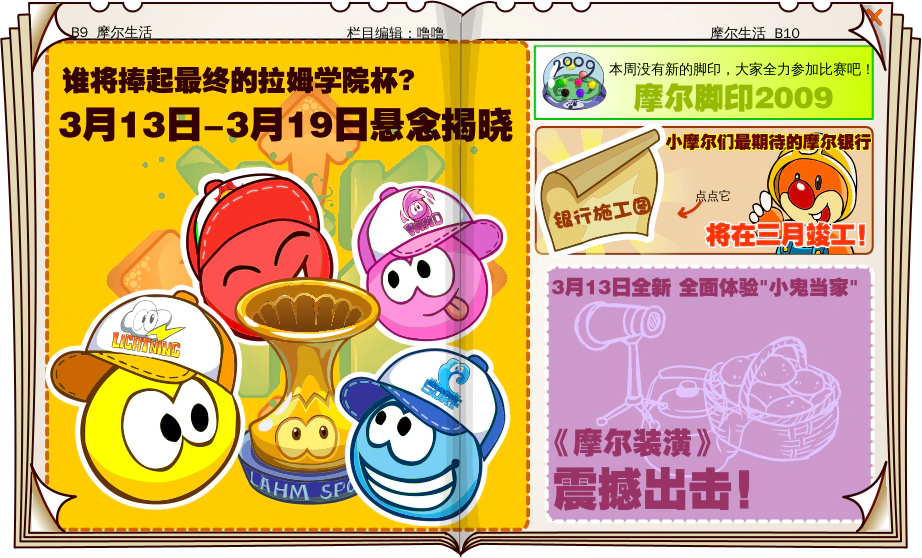 B9 摩尔生活
栏目编辑：噜噜
摩尔生活 B10
谁将捧起最终的拉姆学院杯?
3月13日-3月19日悬念揭晓
WIND
LIGHTNING
LAHM SPO
2009
本周没有新的脚印，大家全力参加比赛吧！
摩尔脚印2009
小摩尔们最期待的摩尔银行
银行施工图
点点它
将在三月竣工!
3月13日全新 全面体验"小鬼当家"
《摩尔装潢》
震撼出击!